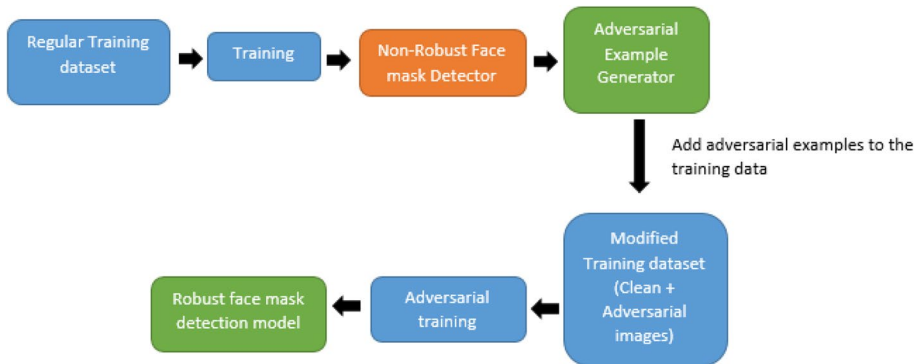 Regular Training
dataset
Training
Non-Robust Face
mask Detector
Adversarial
Example
Generator
Add adversarial examples to the
training data
Modified
Training dataset
(Clean +
Adversarial
images)
Adversarial
training
Robust face mask
detection model